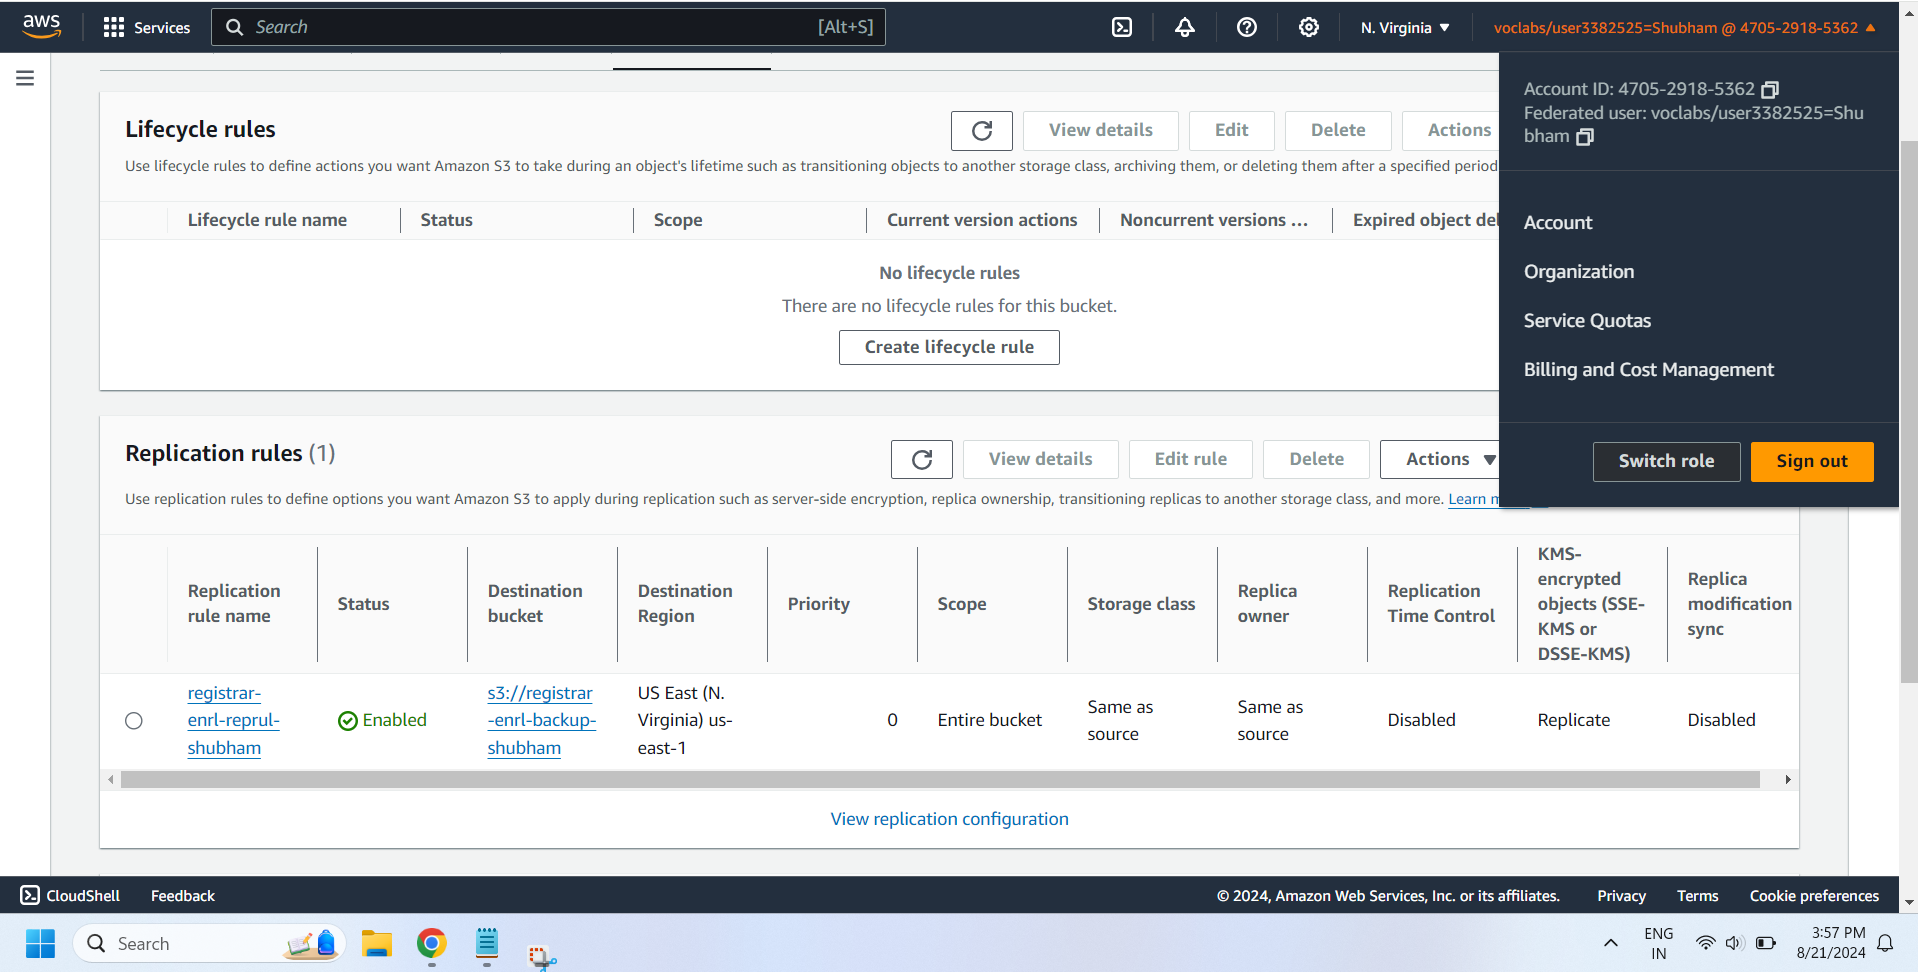 aws
Services
Search
[Alt+S]
N. Virginia
voclabs/user3382525=Shubham @ 4705-2918-5362
Account ID: 4705-2918-5362
Federated user: voclabs/user3382525=Shu
bham
Account
Organization
Service Quotas
Billing and Cost Management
Switch role
Sign out
Lifecycle rules
View details
Edit
Delete
Actions
Use lifecycle rules to define actions you want Amazon S3 to take during an object's lifetime such as transitioning objects to another storage class, archiving them, or deleting them after a specified period
Lifecycle rule name
Status
Scope
Current version actions
Noncurrent versions ...
Expired object del
No lifecycle rules
There are no lifecycle rules for this bucket.
Create lifecycle rule
Replication rules (1)
View details
Edit rule
Delete
Actions
Use replication rules to define options you want Amazon S3 to apply during replication such as server-side encryption, replica ownership, transitioning replicas to another storage class, and more. Learn
Replication
rule name
Status
Destination
bucket
Destination
Region
Priority
Scope
Storage class
Replica
owner
Replication
Time Control
KMS-
encrypted
objects (SSE-
KMS or
DSSE-KMS)
Replica
modification
sync
registrar-
enrl-reprul-
shubham
Enabled
s3://registrar
-enrl-backup-
shubham
US East (N.
Virginia) us-
east-1
0
Entire bucket
Same as
source
Same as
source
Disabled
Replicate
Disabled
View replication configuration
CloudShell
Feedback
© 2024, Amazon Web Services, Inc. or its affiliates.
Privacy
Terms
Cookie preferences
Search
ENG
IN
3:57 PM
8/21/2024